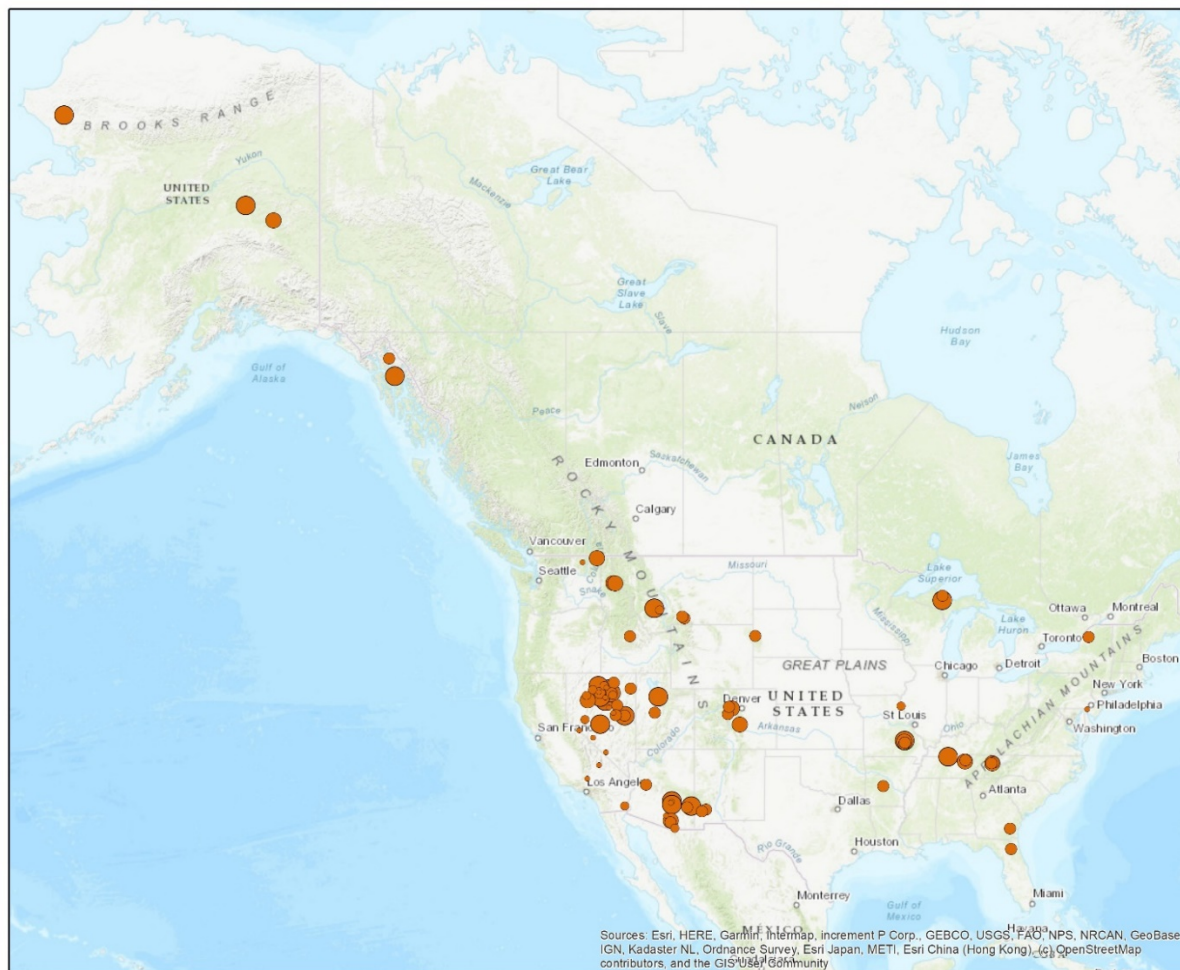 BROOKS RANGE
Yukon
UNITED
STATES
Great Bear
Lake
Mackenzie
Great
Slave
Lake
Slave
Hudson
Bay
Gulf of
Alaska
Peace
Nelson
CANADA
James
Bay
Edmonton
Saskatchewan
ROCKY MOUNTAINS
Calgary
Vancouver
Seattle
Snake
Missouri
Lake
Superior
Mississippi
Ottawa
Montreal
Lake
Huron
Toronto
GREAT PLAINS
Chicago
Detroit
Boston
APPALACHIAN MOUNTAINS
New York
Philadelphia
Washington
Denver
UNITED
STATES
St Louis
Ohio
San Francisco
Colorado
Arkansas
Los Angeles
Atlanta
Dallas
Houston
Rio Grande
Miami
Monterrey
Gulf of
Mexico
Havana
MÉXICO
CUBA
Guadalajara
Sources: Esri, HERE, Garmin, Intermap, increment P Corp., GEBCO, USGS, FAO, NPS, NRCAN, GeoBase
IGN, Kadaster NL, Ordnance Survey, Esri Japan, METI, Esri China (Hong Kong), (c) OpenStreetMap
contributors, and the GIS User Community